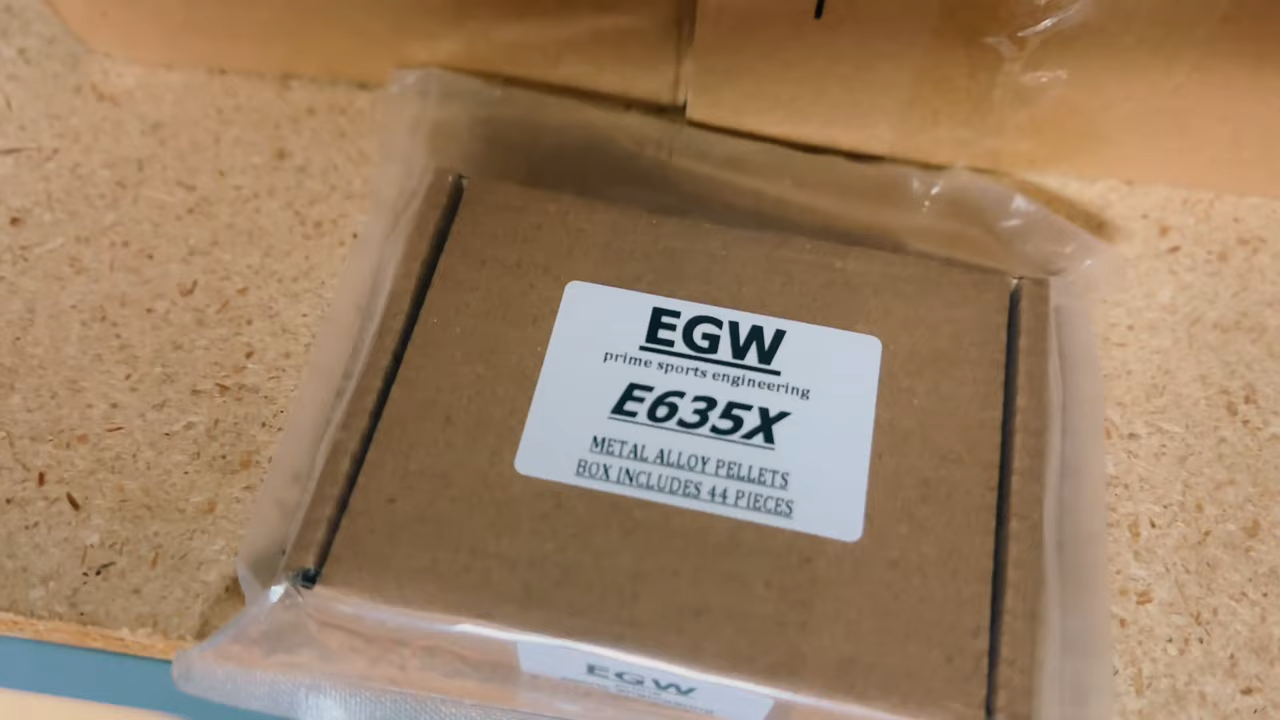 EGW
prime sports engineering
E635X
METAL ALLOY PELLETS
BOX INCLUDES 44 PIECES
EGW